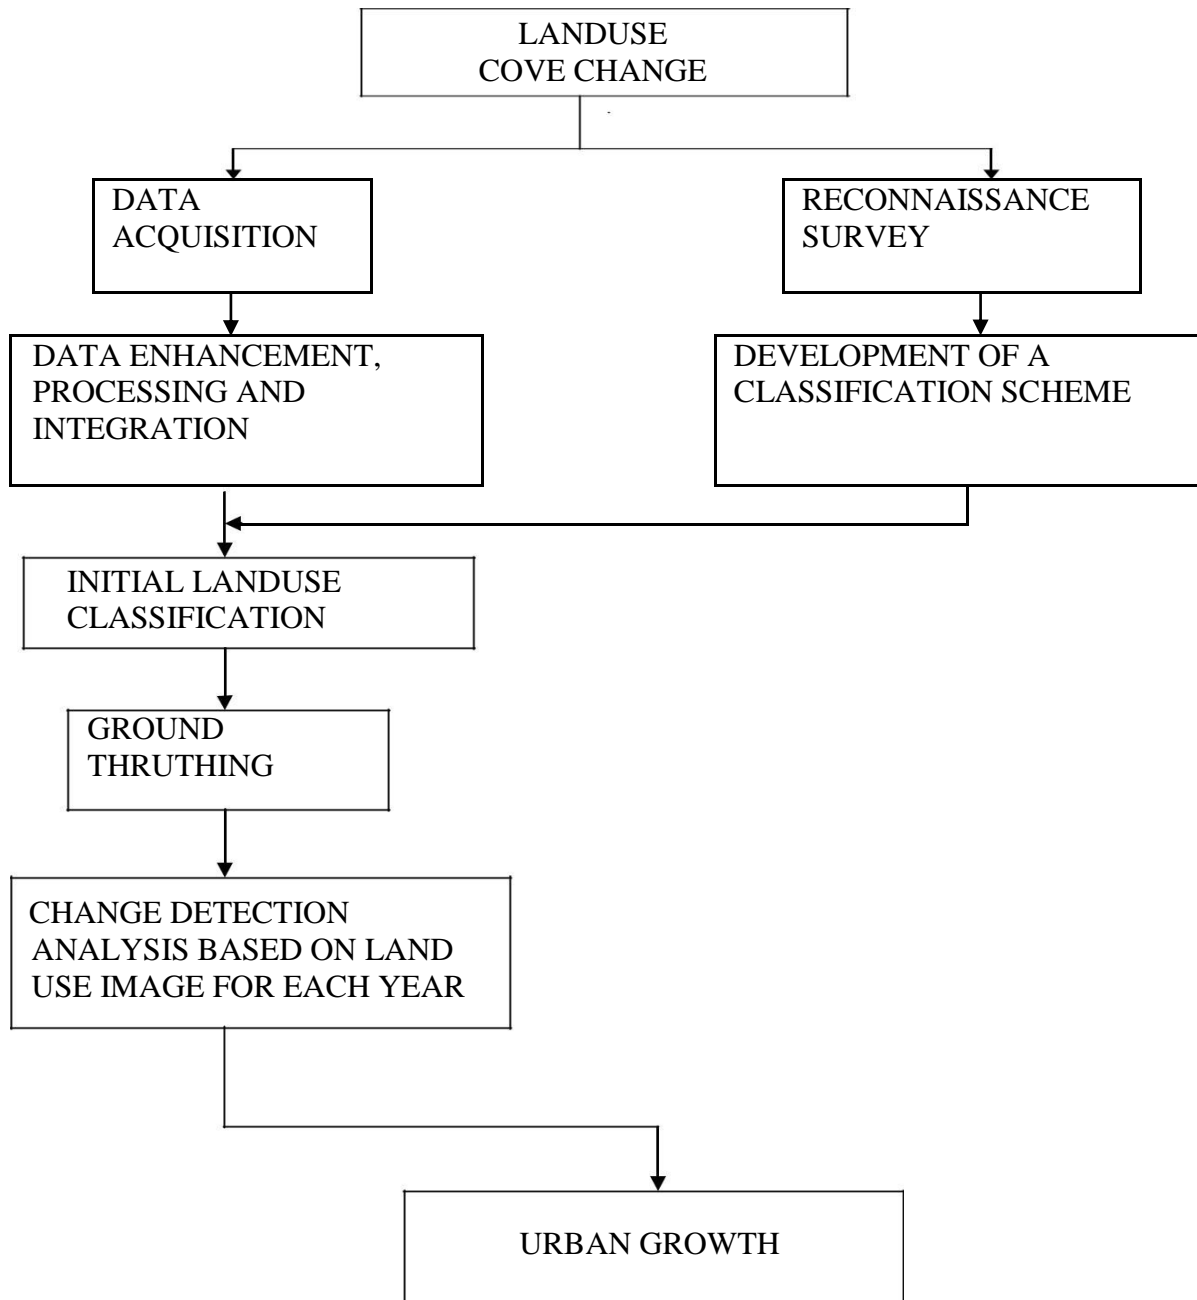 LANDUSE
COVE CHANGE
DATA
ACQUISITION
RECONNAISSANCE
SURVEY
DATA ENHANCEMENT,
PROCESSING AND
INTEGRATION
DEVELOPMENT OF A
CLASSIFICATION SCHEME
INITIAL LANDUSE
CLASSIFICATION
GROUND
THRUTHING
CHANGE DETECTION
ANALYSIS BASED ON LAND
USE IMAGE FOR EACH YEAR
URBAN GROWTH